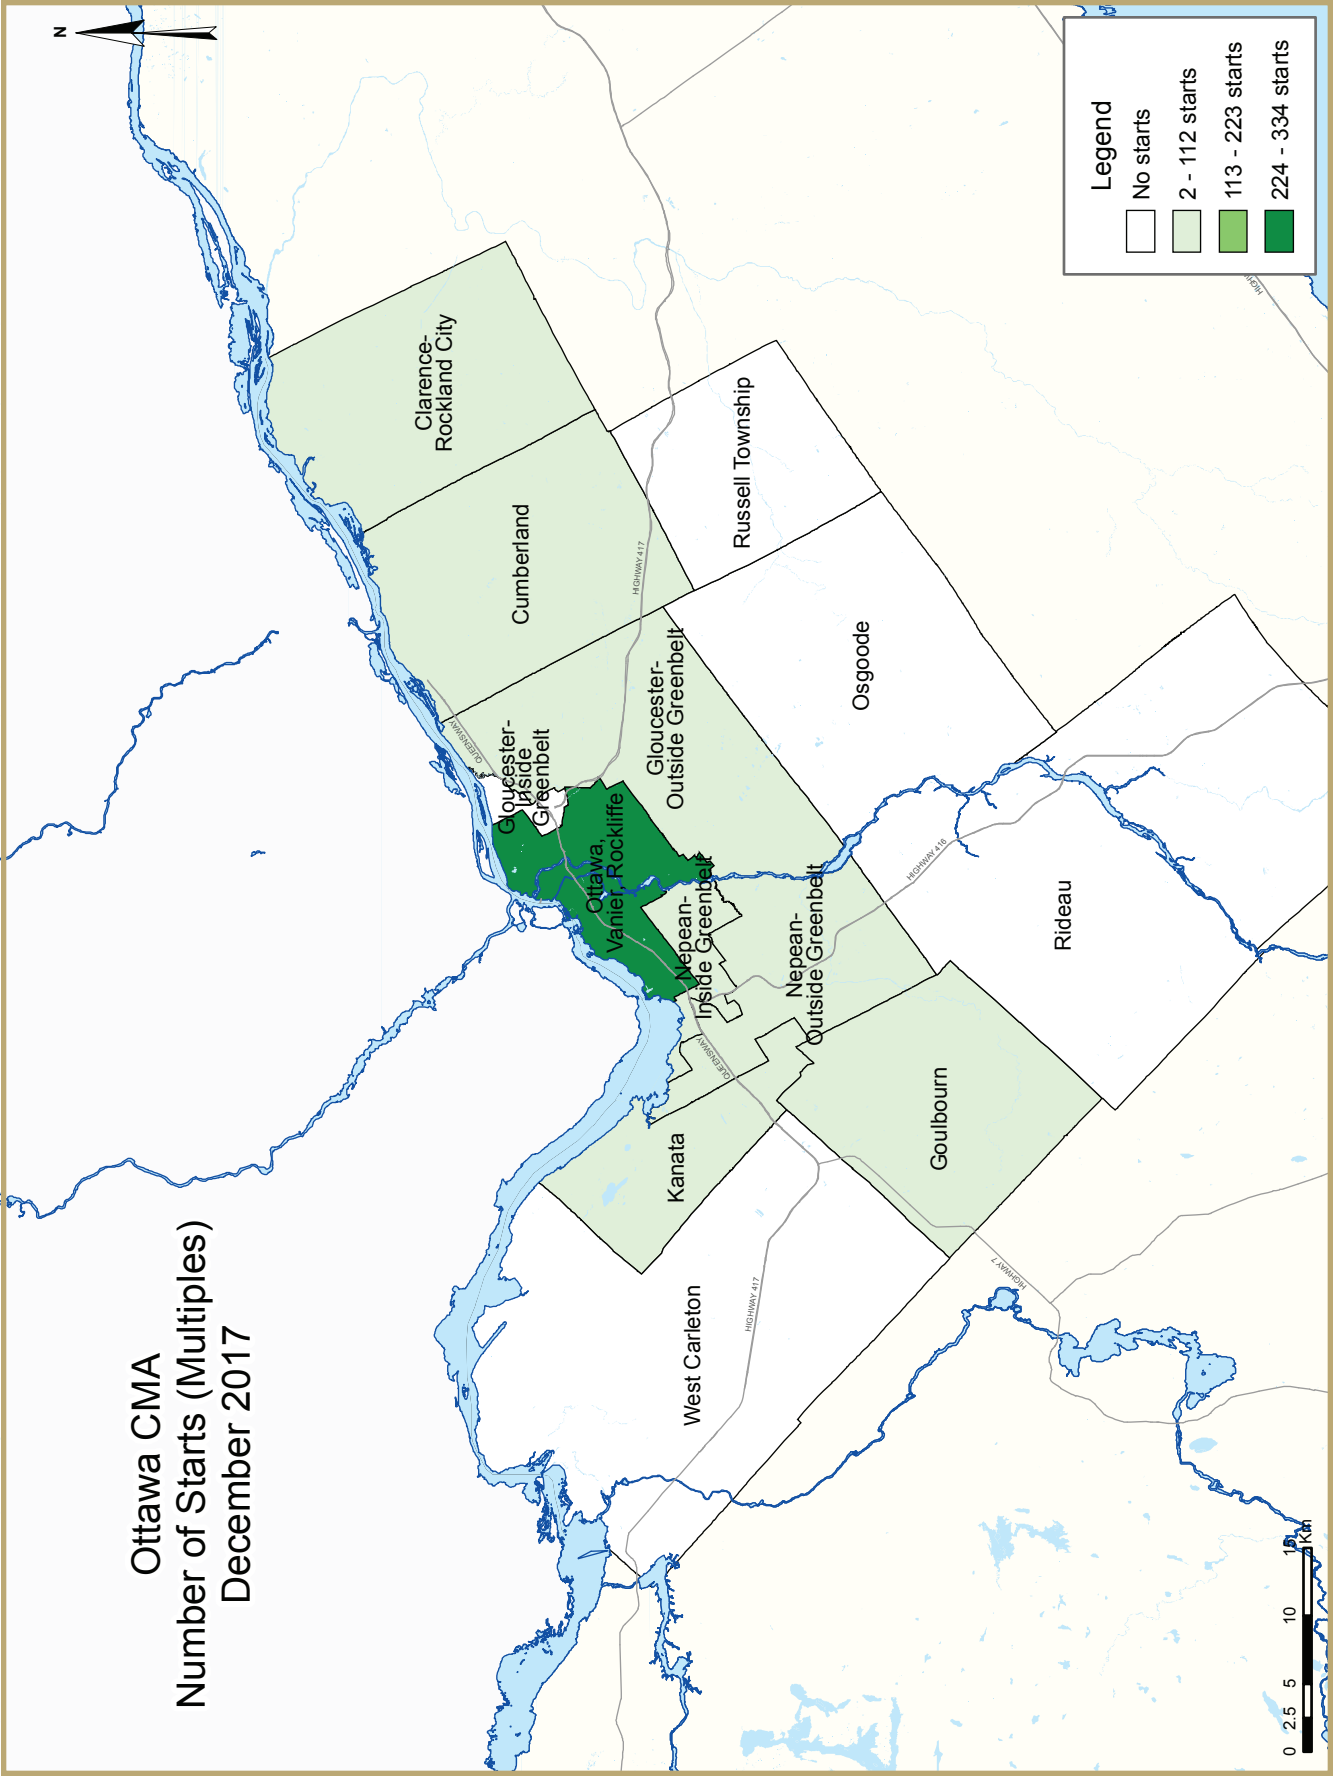 Ottawa CMA
Number of Starts (Multiples)
December 2017
N
Clarence-
Rockland City
Cumberland
Russell Township
HIGHWAY 417
QUEENSWAY
Gloucester-
Inside
Greenbelt
Gloucester-
Outside Greenbelt
Osgoode
Ottawa,
Vanier, Rockliffe
Nepean-
Inside Greenbelt
Nepean-
Outside Greenbelt
HIGHWAY 416
Rideau
QUEENSWAY
Kanata
Goulbourn
West Carleton
HIGHWAY 417
HIGHWAY 7
HIGH
Legend
No starts
2 - 112 starts
113 - 223 starts
224 - 334 starts
0 2.5 5 10 15
Km